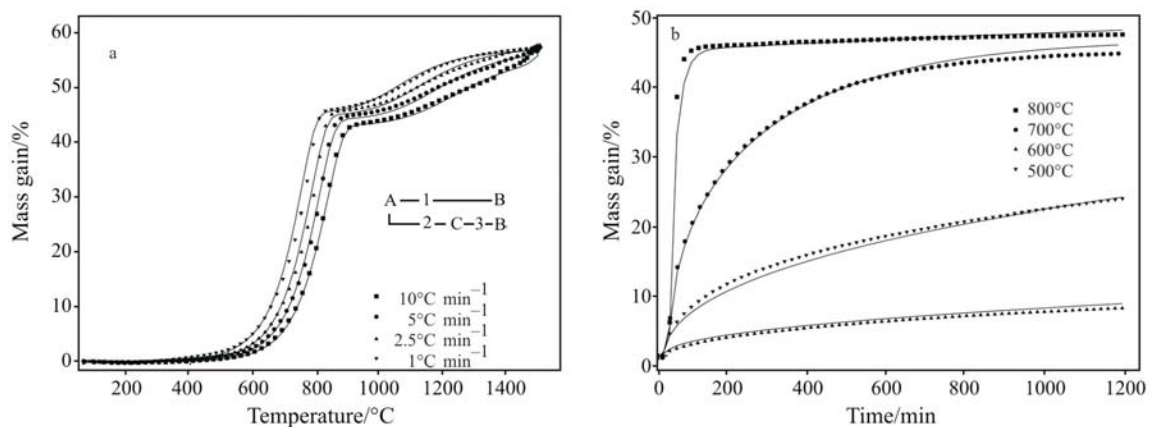 a
60
50
40
30
20
10
0
Mass gain/%
A 1 B
2 C 3 B
10°C min⁻¹
5°C min⁻¹
2.5°C min⁻¹
1°C min⁻¹
200 400 600 800 1000 1200 1400
Temperature/°C
b
50
40
30
20
10
0
Mass gain/%
800°C
700°C
600°C
500°C
0 200 400 600 800 1000 1200
Time/min